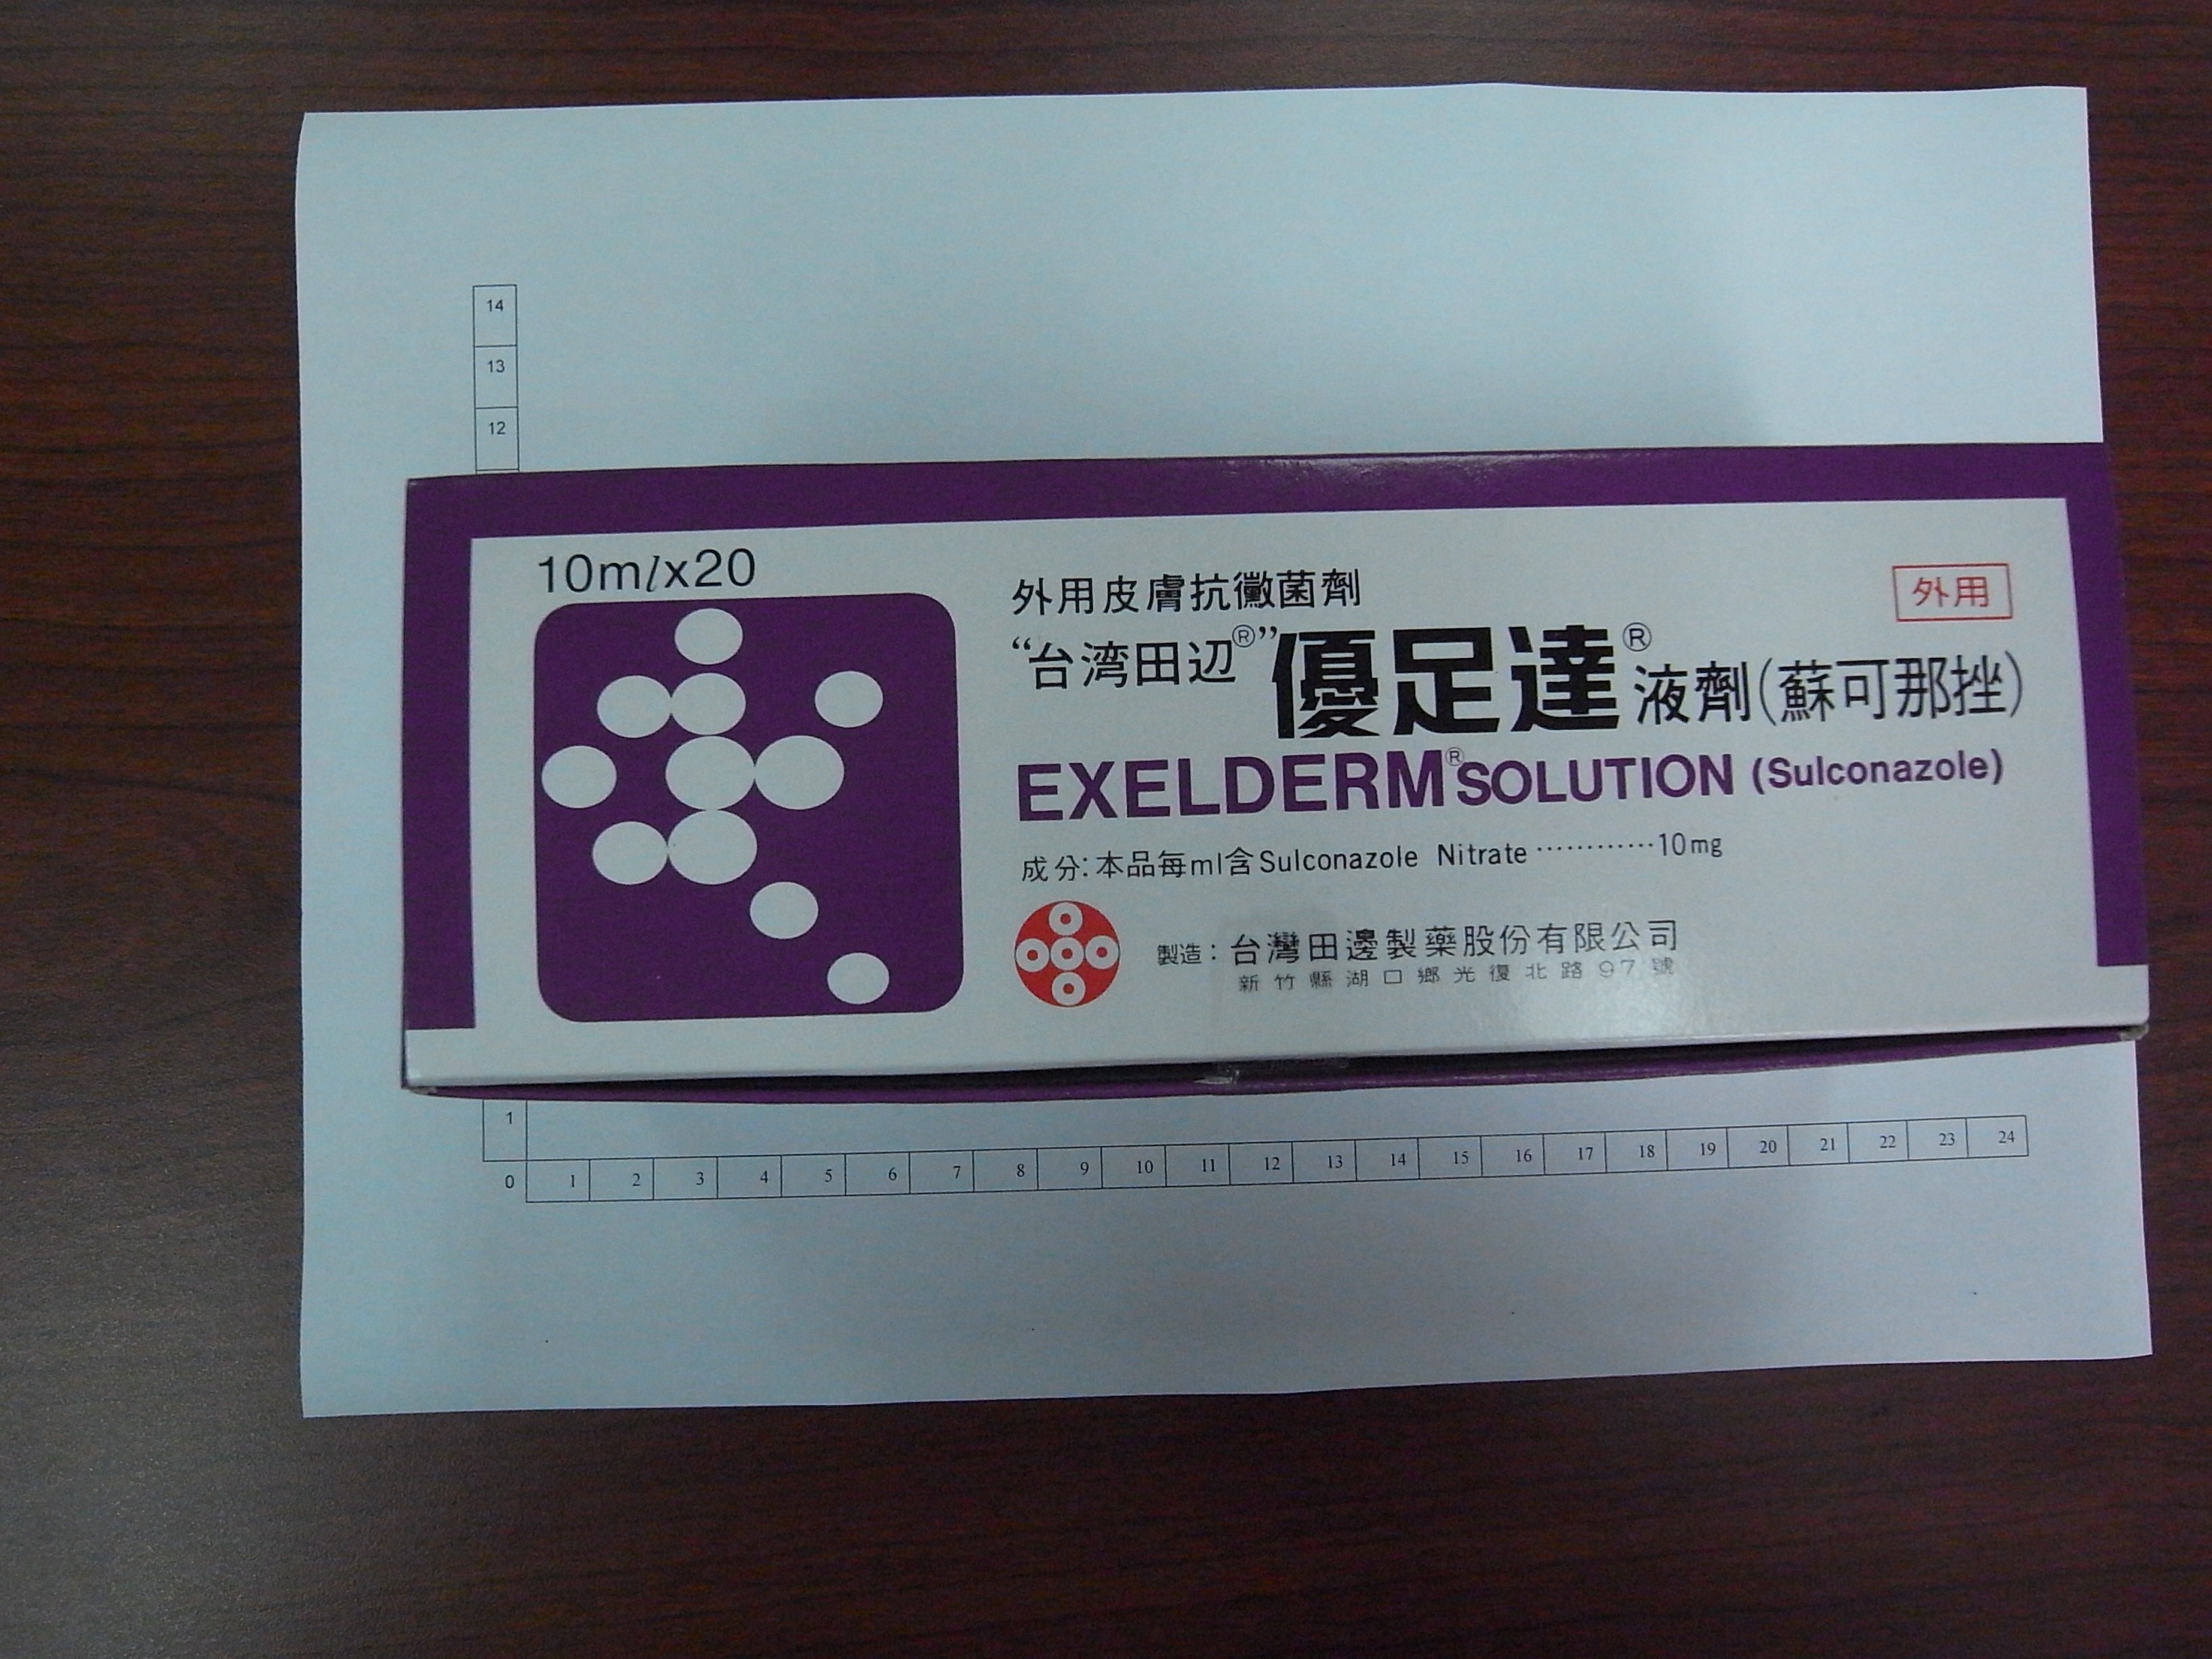 14
13
12
10mlx20
外用皮膚抗黴菌劑
外用
“台湾田辺®”優足達®液劑(蘇可那挫)
EXELDERM®SOLUTION (Sulconazole)
成分:本品每ml含Sulconazole Nitrate ············10mg
製造：台灣田邊製藥股份有限公司
新竹縣湖口鄉光復北路97號
1
0 1 2 3 4 5 6 7 8 9 10 11 12 13 14 15 16 17 18 19 20 21 22 23 24